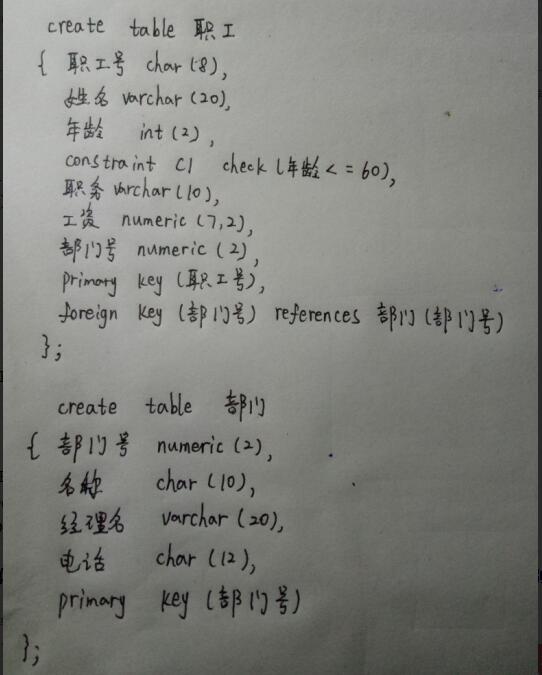 create table 职工
{ 职工号 char(8),
姓名 varchar(20),
年龄 int(2),
constraint C1 check(年龄<=60),
职务 varchar(10),
工资 numeric(7,2),
部门号 numeric(2),
primary key(职工号),
foreign key(部门号) references 部门(部门号)
};
create table 部门
{ 部门号 numeric(2),
名称 char(10),
经理名 varchar(20),
电话 char(12),
primary key(部门号)
};